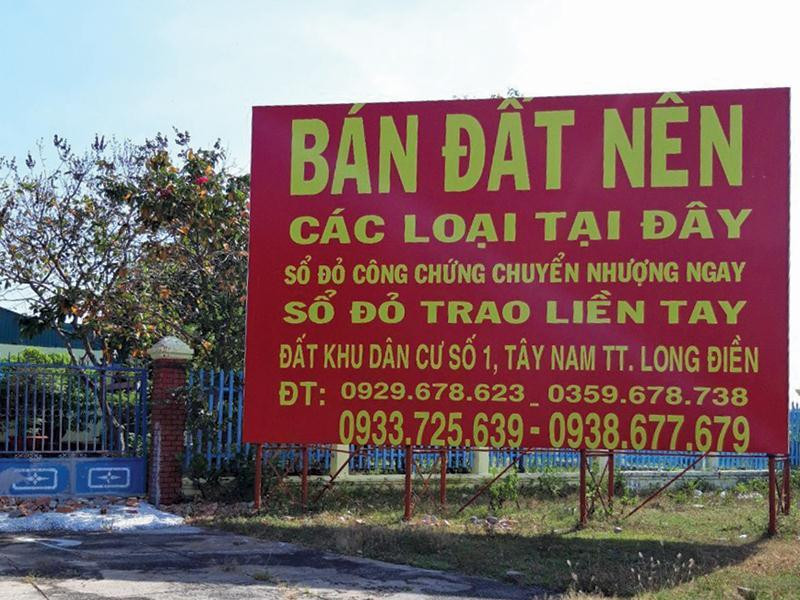 BÁN ĐẤT NÊN
CÁC LOẠI TẠI ĐÂY
SỔ ĐỎ CÔNG CHỨNG CHUYỂN NHƯỢNG NGAY
SỔ ĐỎ TRAO LIỀN TAY
ĐẤT KHU DÂN CƯ SỐ 1, TÂY NAM TT. LONG ĐIỀN
ĐT: 0929.678.623 - 0359.678.738
0933.725.639 - 0938.677.679